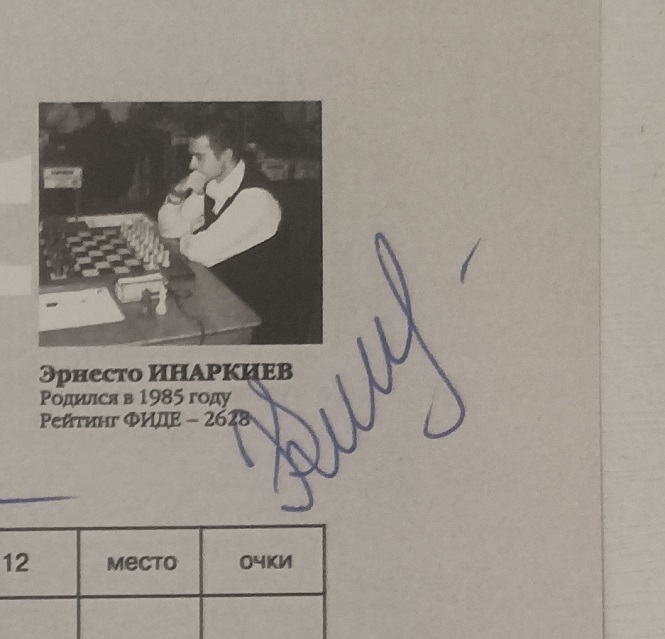 Эрнесто ИНАРКИЕВ
Родился в 1985 году
Рейтинг ФИДЕ – 2628
12 место очки